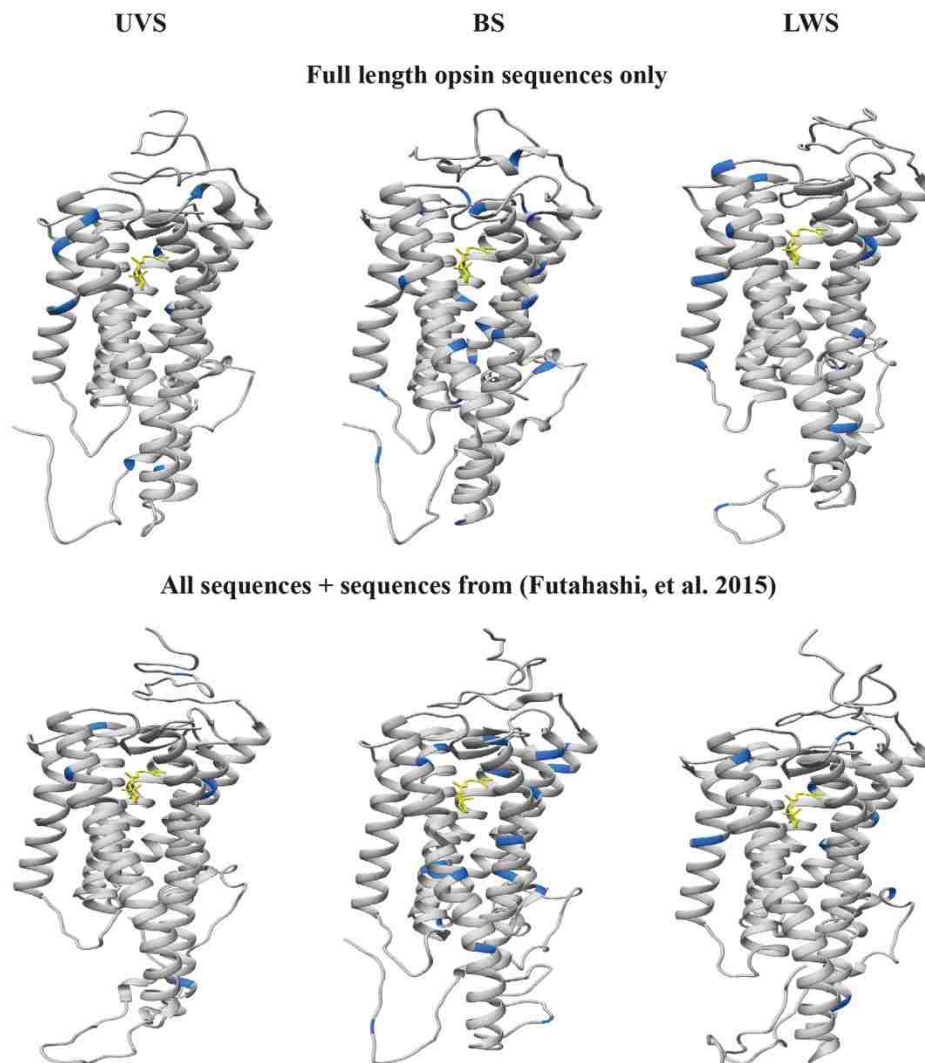 UVS BS LWS
Full length opsin sequences only
All sequences + sequences from (Futahashi, et al. 2015)